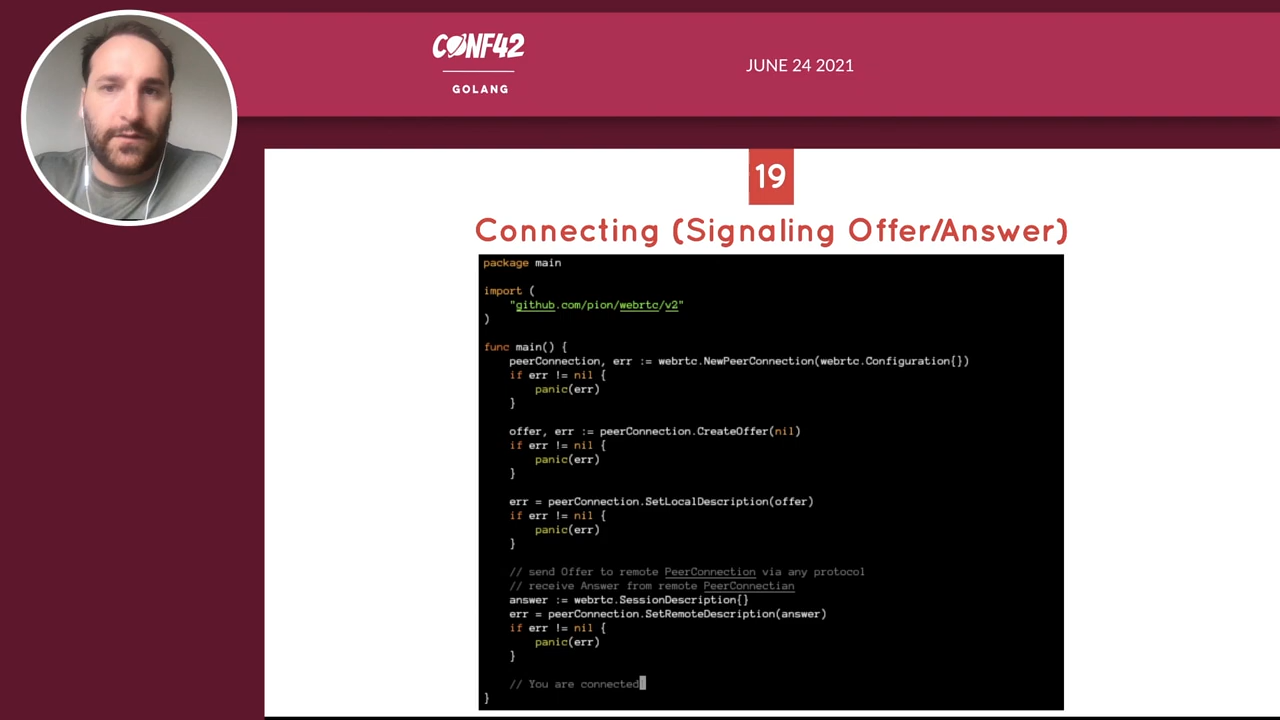 CONF42
GOLANG
JUNE 24 2021
19
Connecting (Signaling Offer/Answer)
package main
import (
"github.com/pion/webrtc/v2"
)
func main() {
peerConnection, err := webrtc.NewPeerConnection(webrtc.Configuration{})
if err != nil {
panic(err)
}
offer, err := peerConnection.CreateOffer(nil)
if err != nil {
panic(err)
}
err = peerConnection.SetLocalDescription(offer)
if err != nil {
panic(err)
}
// send Offer to remote PeerConnection via any protocol
// receive Answer from remote PeerConnectian
answer := webrtc.SessionDescription{}
err = peerConnection.SetRemoteDescription(answer)
if err != nil {
panic(err)
}
// You are connected
}